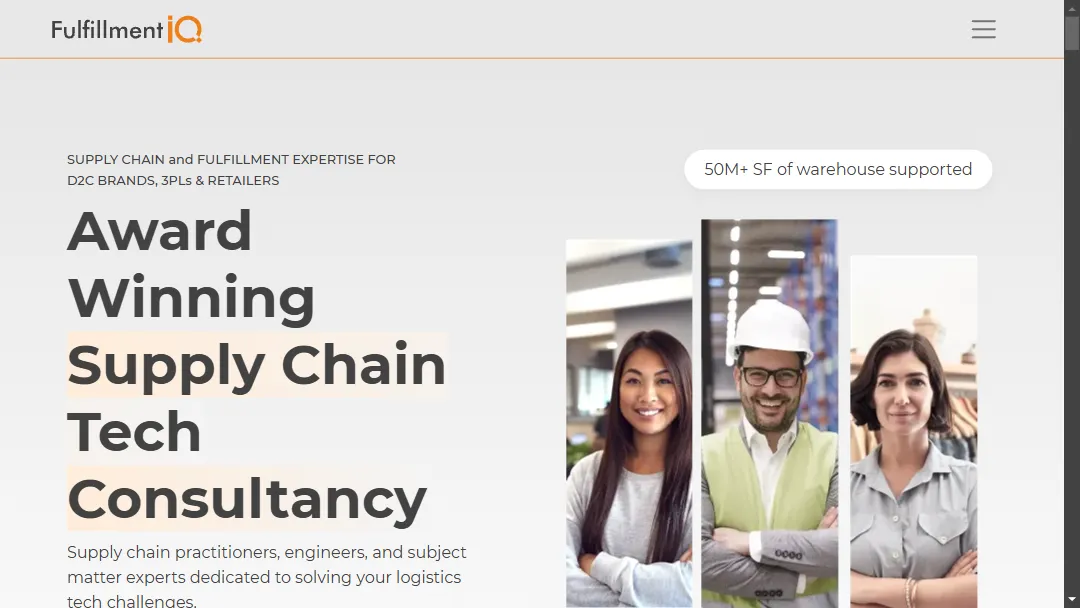 Fulfillment iQ
SUPPLY CHAIN and FULFILLMENT EXPERTISE FOR
D2C BRANDS, 3PLs & RETAILERS
50M+ SF of warehouse supported
Award
Winning
Supply Chain
Tech
Consultancy
Supply chain practitioners, engineers, and subject
matter experts dedicated to solving your logistics
tech challenges.